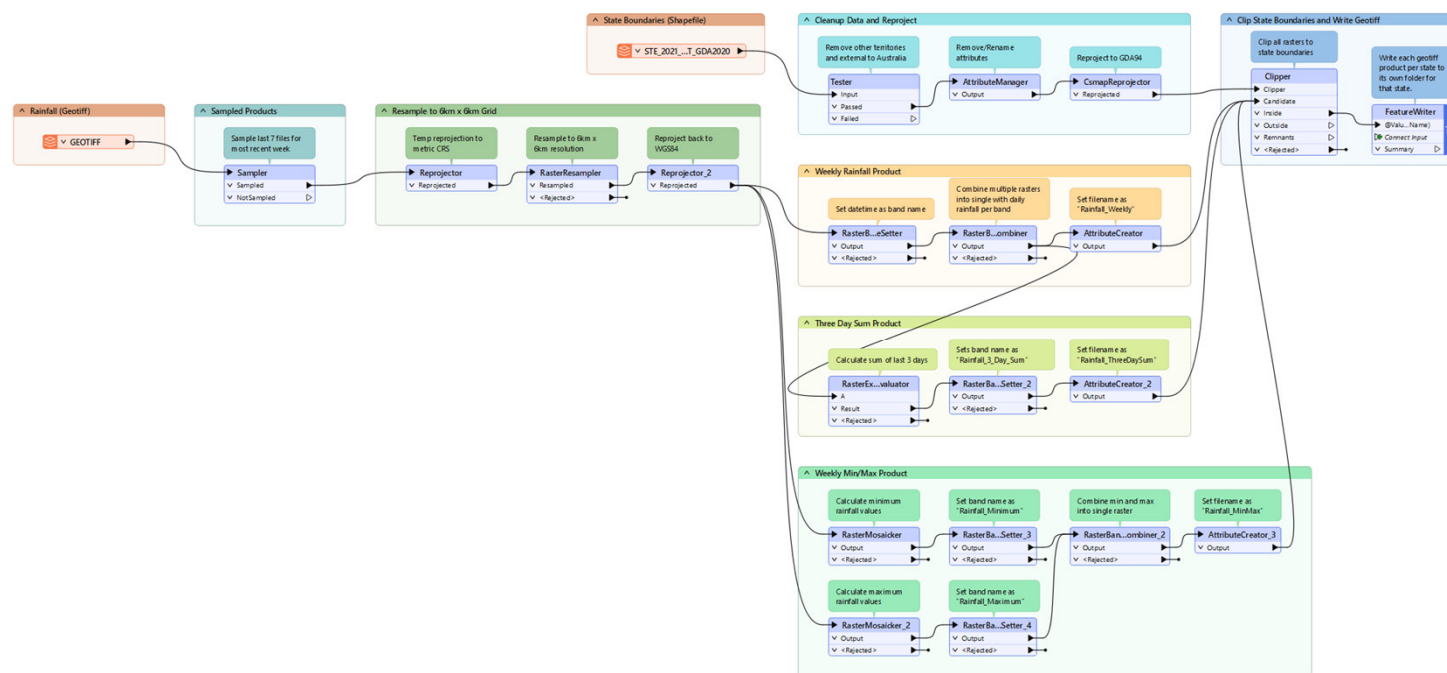 State Boundaries (Shapefile)
STE_2021_...T_GDA2020
Cleanup Data and Reproject
Remove other territories
and external to Australia
Remove/Rename
attributes
Reproject to GDA94
Tester
Input
Passed
Failed
AttributeManager
Output
CsmapReprojector
Reprojected
Clip State Boundaries and Write Geotiff
Clip all rasters to
state boundaries
Write each geotiff
product per state to
its own folder for
that state.
Clipper
Clipper
Candidate
Inside
Outside
Remnants
<Rejected>
FeatureWriter
@Valu...Name)
Connect Input
Summary
Rainfall (Geotiff)
GEOTIFF
Sampled Products
Sample last 7 files for
most recent week
Sampler
Sampled
NotSampled
Resample to 6km x 6km Grid
Temp reprojection to
metric CRS
Resample to 6km x
6km resolution
Reproject back to
WGS84
Reprojector
Reprojected
RasterResampler
Resampled
<Rejected>
Reprojector_2
Reprojected
Weekly Rainfall Product
Set datetime as band name
Combine multiple rasters
into single with daily
rainfall per band
Set filename as
"Rainfall_Weekly"
RasterB...eSetter
Output
<Rejected>
RasterB...ombiner
Output
<Rejected>
AttributeCreator
Output
Three Day Sum Product
Calculate sum of last 3 days
Sets band name as
"Rainfall_3_Day_Sum"
Set filename as
"Rainfall_ThreeDaySum"
RasterEx...valuator
A
Result
<Rejected>
RasterBa...Setter_2
Output
<Rejected>
AttributeCreator_2
Output
Weekly Min/Max Product
Calculate minimum
rainfall values
Set band name as
"Rainfall_Minimum"
Combine min and max
into single raster
Set filename as
"Rainfall_MinMax"
RasterMosaicker
Output
<Rejected>
RasterBa...Setter_3
Output
<Rejected>
RasterBan...ombiner_2
Output
<Rejected>
AttributeCreator_3
Output
Calculate maximum
rainfall values
Set band name as
"Rainfall_Maximum"
RasterMosaicker_2
Output
<Rejected>
RasterBa...Setter_4
Output
<Rejected>